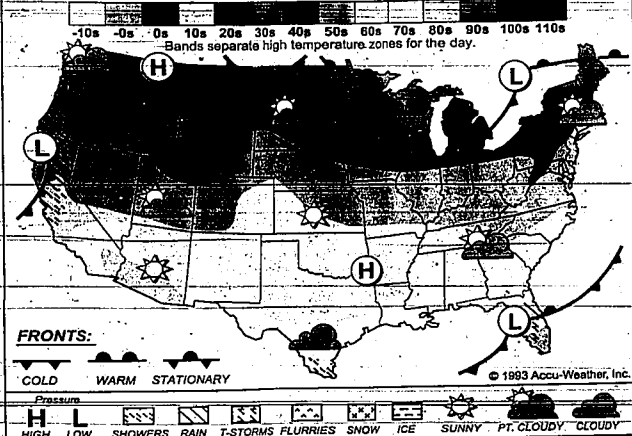 -10s -0s 0s 10s 20s 30s 40s 50s 60s 70s 80s 90s 100s 110s
Bands separate high temperature zones for the day.
H
L
L
H
L
FRONTS:
COLD WARM STATIONARY
© 1993 Accu-Weather, Inc.
Pressure
H L
HIGH LOW SHOWERS RAIN T-STORMS FLURRIES SNOW ICE SUNNY PT. CLOUDY CLOUDY